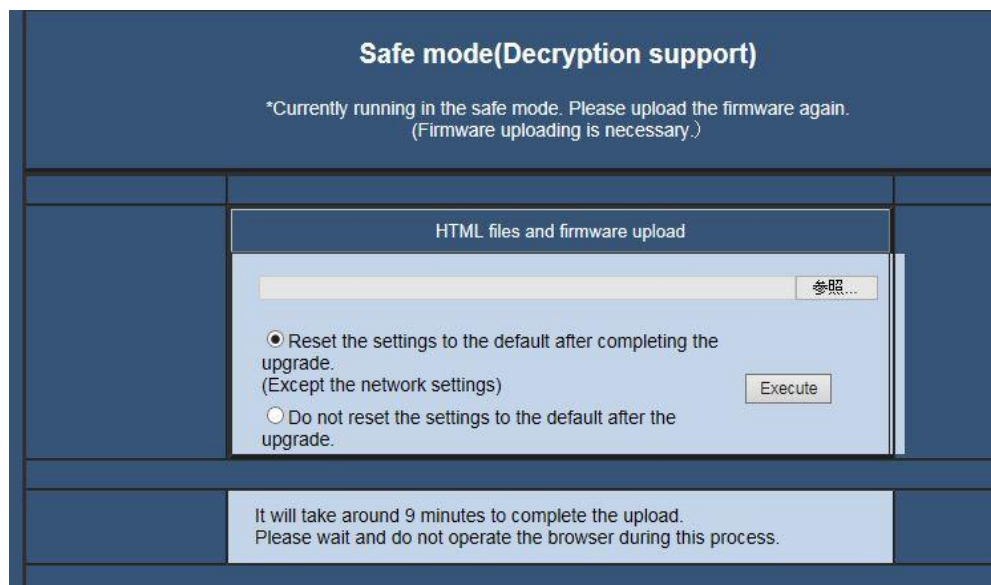 Safe mode(Decryption support)
*Currently running in the safe mode. Please upload the firmware again.
(Firmware uploading is necessary.）
HTML files and firmware upload
参照...
Reset the settings to the default after completing the
upgrade.
(Except the network settings)
Execute
Do not reset the settings to the default after the
upgrade.
It will take around 9 minutes to complete the upload.
Please wait and do not operate the browser during this process.